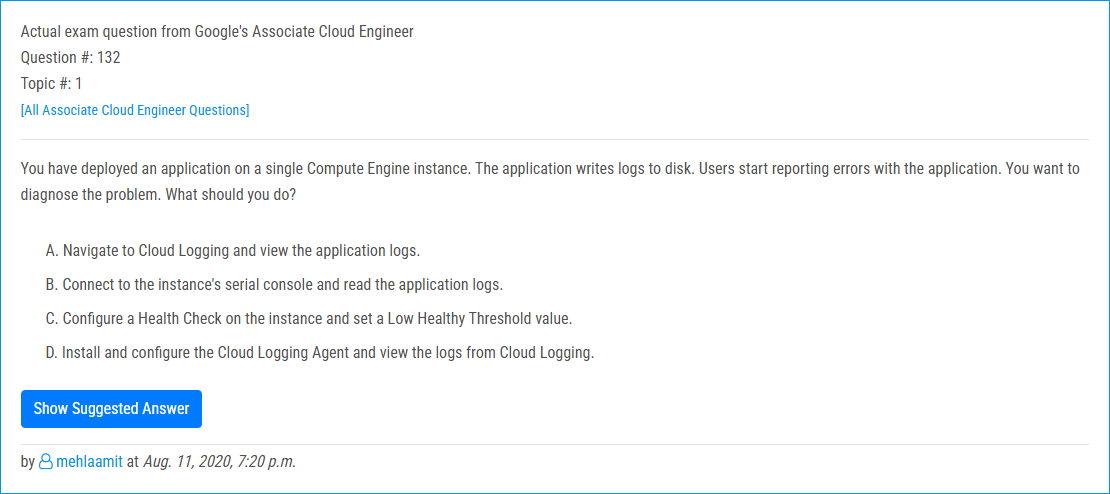 Actual exam question from Google's Associate Cloud Engineer
Question #: 132
Topic #: 1
[All Associate Cloud Engineer Questions]
You have deployed an application on a single Compute Engine instance. The application writes logs to disk. Users start reporting errors with the application. You want to
diagnose the problem. What should you do?
A. Navigate to Cloud Logging and view the application logs.
B. Connect to the instance's serial console and read the application logs.
C. Configure a Health Check on the instance and set a Low Healthy Threshold value.
D. Install and configure the Cloud Logging Agent and view the logs from Cloud Logging.
Show Suggested Answer
by mehlaamit at Aug. 11, 2020, 7:20 p.m.